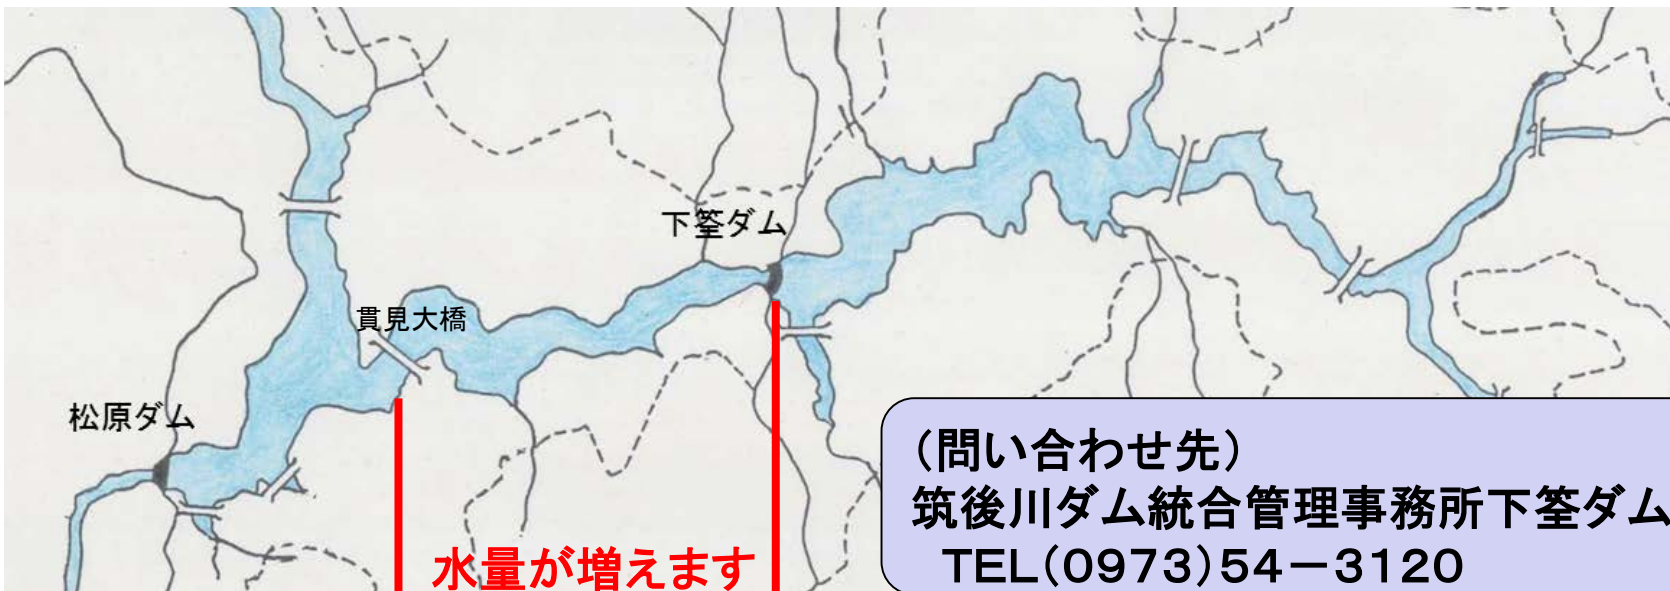 下筌ダム
貫見大橋
松原ダム
水量が増えます
（問い合わせ先）
筑後川ダム統合管理事務所下筌ダム
TEL(0973)54－3120